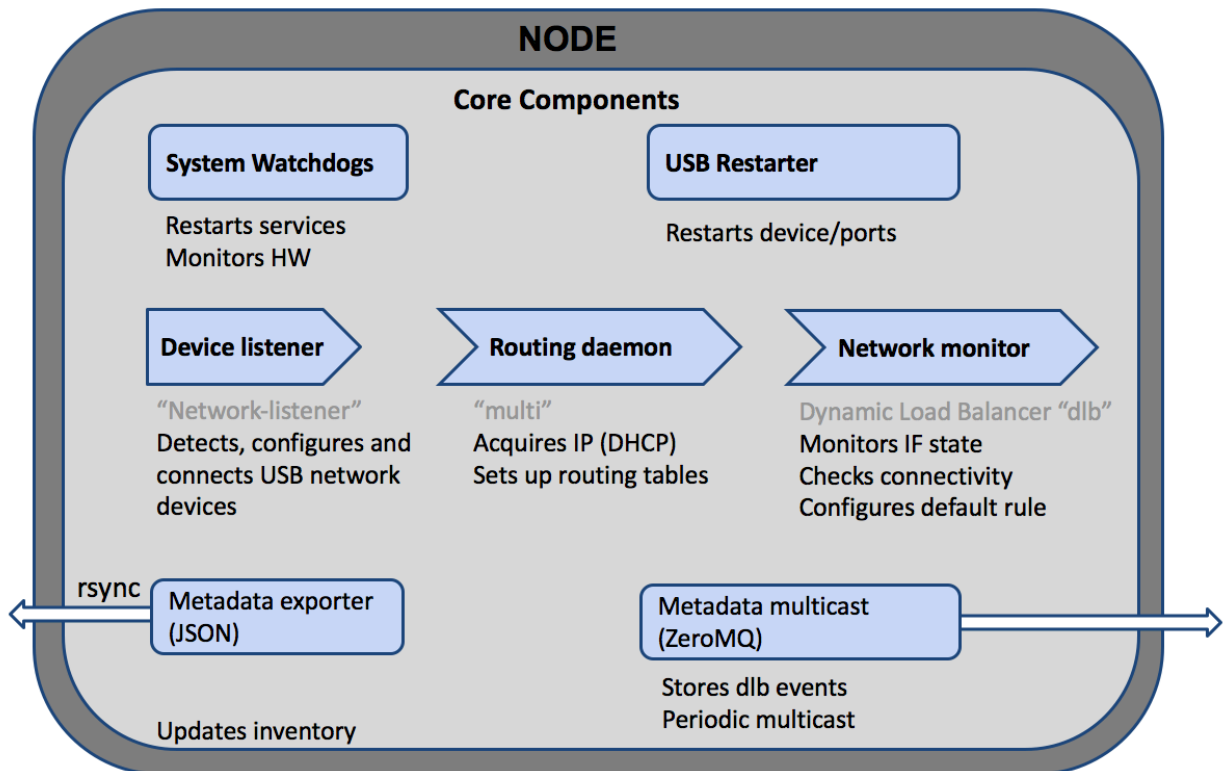 NODE
Core Components
System Watchdogs
Restarts services
Monitors HW
USB Restarter
Restarts device/ports
Device listener
“Network-listener”
Detects, configures and
connects USB network
devices
Routing daemon
“multi”
Acquires IP (DHCP)
Sets up routing tables
Network monitor
Dynamic Load Balancer “dlb”
Monitors IF state
Checks connectivity
Configures default rule
rsync
Metadata exporter
(JSON)
Updates inventory
Metadata multicast
(ZeroMQ)
Stores dlb events
Periodic multicast